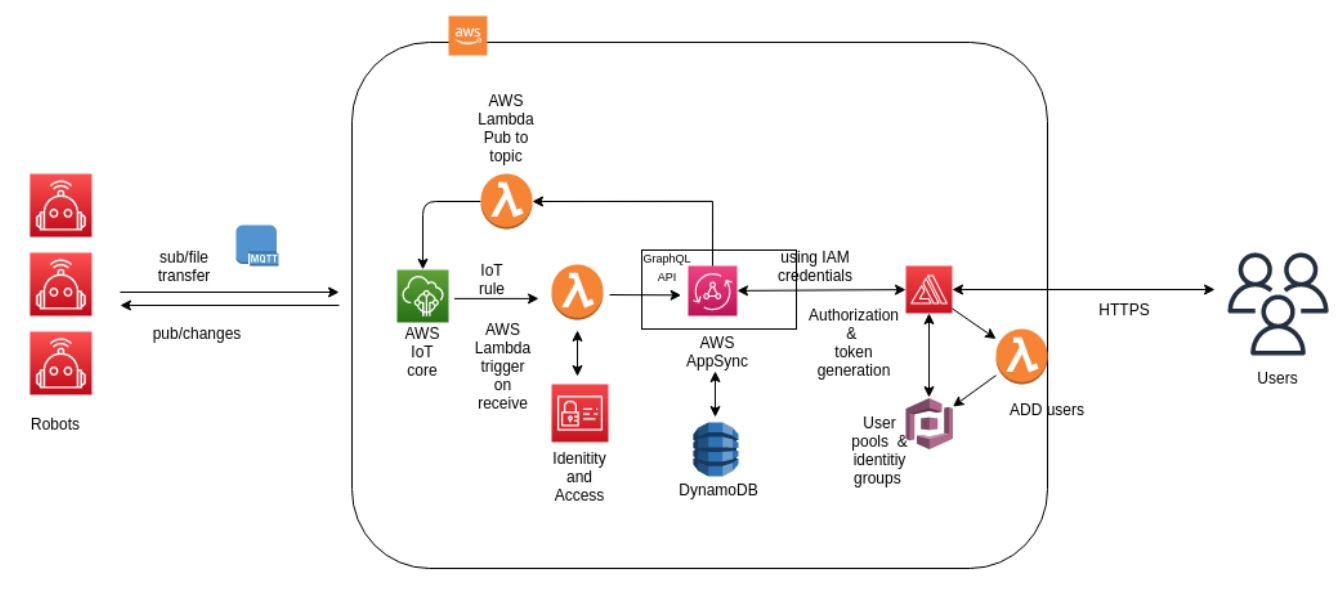 aws
AWS
Lambda
Pub to
topic
sub/file
transfer
MQTT
pub/changes
Robots
IoT
rule
AWS
IoT
core
AWS
Lambda
trigger
on
receive
Idenitity
and
Access
GraphQL
API
AWS
AppSync
DynamoDB
using IAM
credentials
Authorization
&
token
generation
User
pools &
identitiy
groups
ADD users
HTTPS
Users